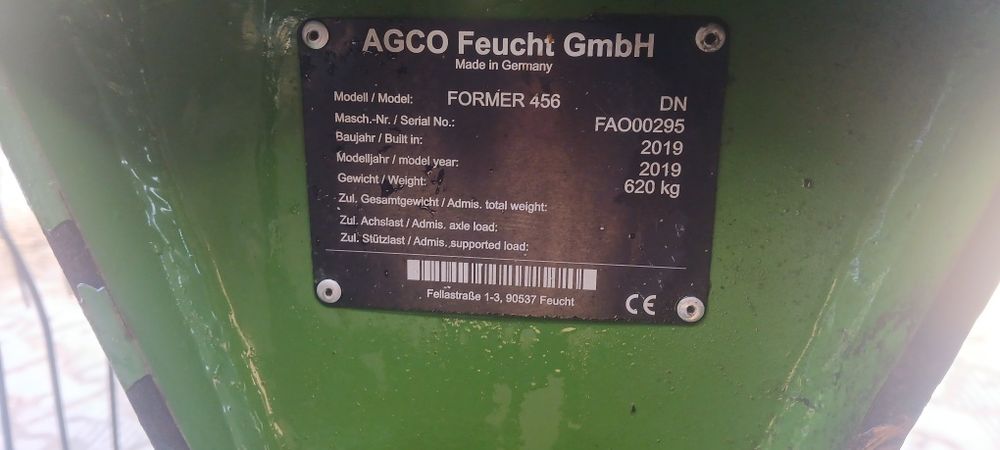 AGCO Feucht GmbH
Made in Germany
Modell / Model: FORMER 456 DN
Masch.-Nr. / Serial No.: FAO00295
Baujahr / Built in: 2019
Modelljahr / model year: 2019
Gewicht / Weight: 620 kg
Zul. Gesamtgewicht / Admis. total weight:
Zul. Achslast / Admis. axle load:
Zul. Stützlast / Admis. supported load:
Fellastraße 1-3, 90537 Feucht
CE